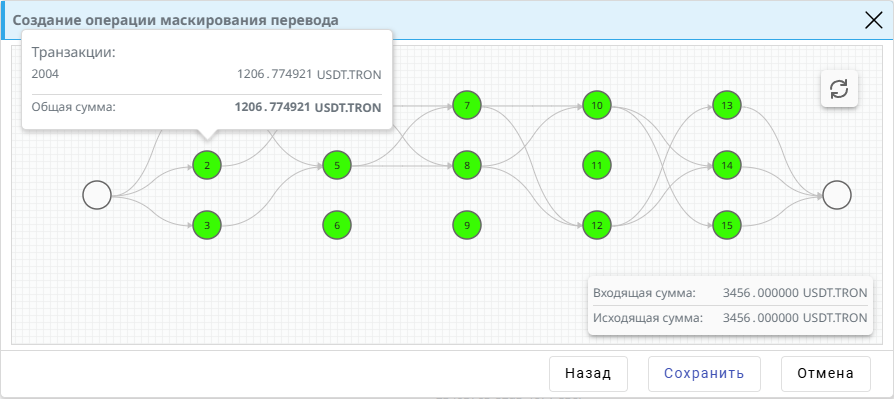 Создание операции маскирования перевода
Транзакции:
2004 1206.774921 USDT.TRON
Общая сумма: 1206.774921 USDT.TRON
7 10 13
2 5 8 11 14
3 6 9 12 15
Входящая сумма: 3456.000000 USDT.TRON
Исходящая сумма: 3456.000000 USDT.TRON
Назад Сохранить Отмена